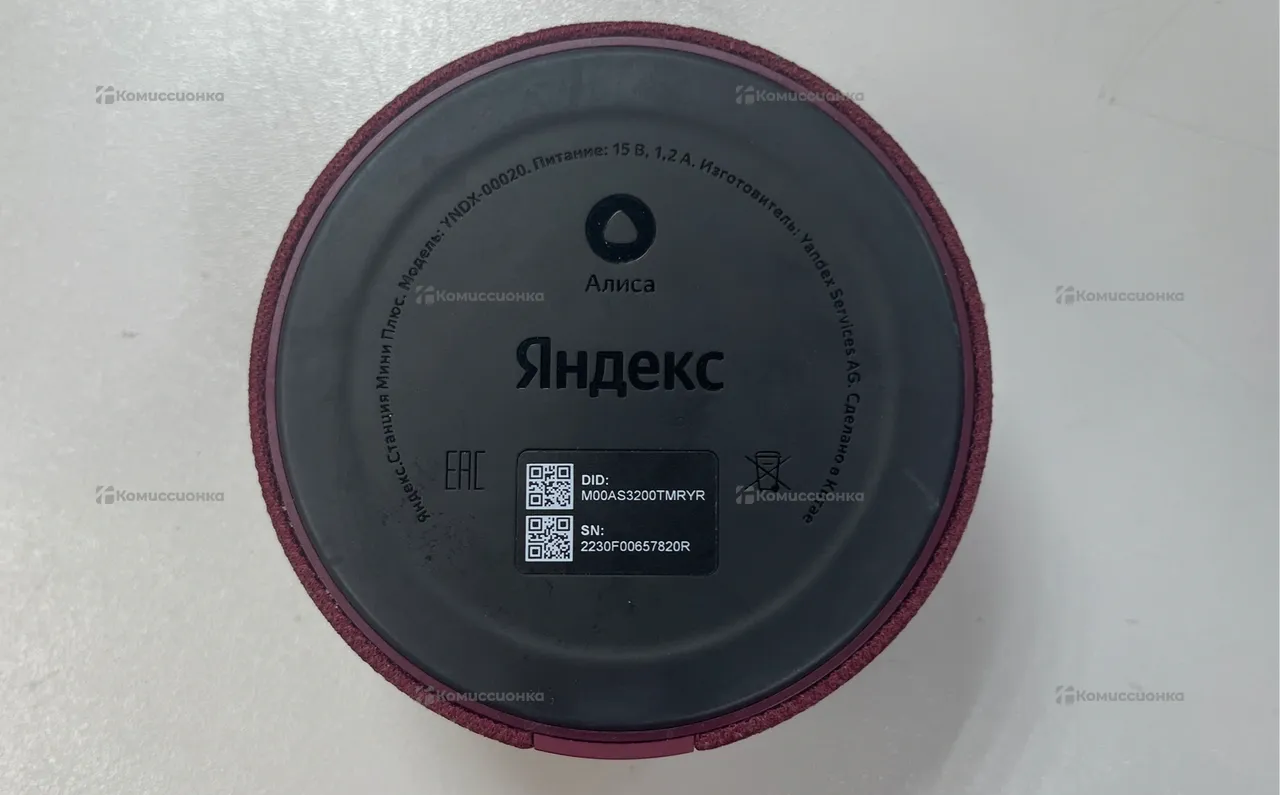 Яндекс.Станция Мини Плюс. Модель: YNDX-00020. Питание: 15 В, 1,2 А. Изготовитель: Yandex Services AG. Сделано в Китае
Алиса
Яндекс
EAC
DID:
M00AS3200TMRYR
SN:
2230F00657820R
Комиссионка
Комиссионка
Комиссионка
Комиссионка
Комиссионка
Комиссионка
Комиссионка
Комиссионка